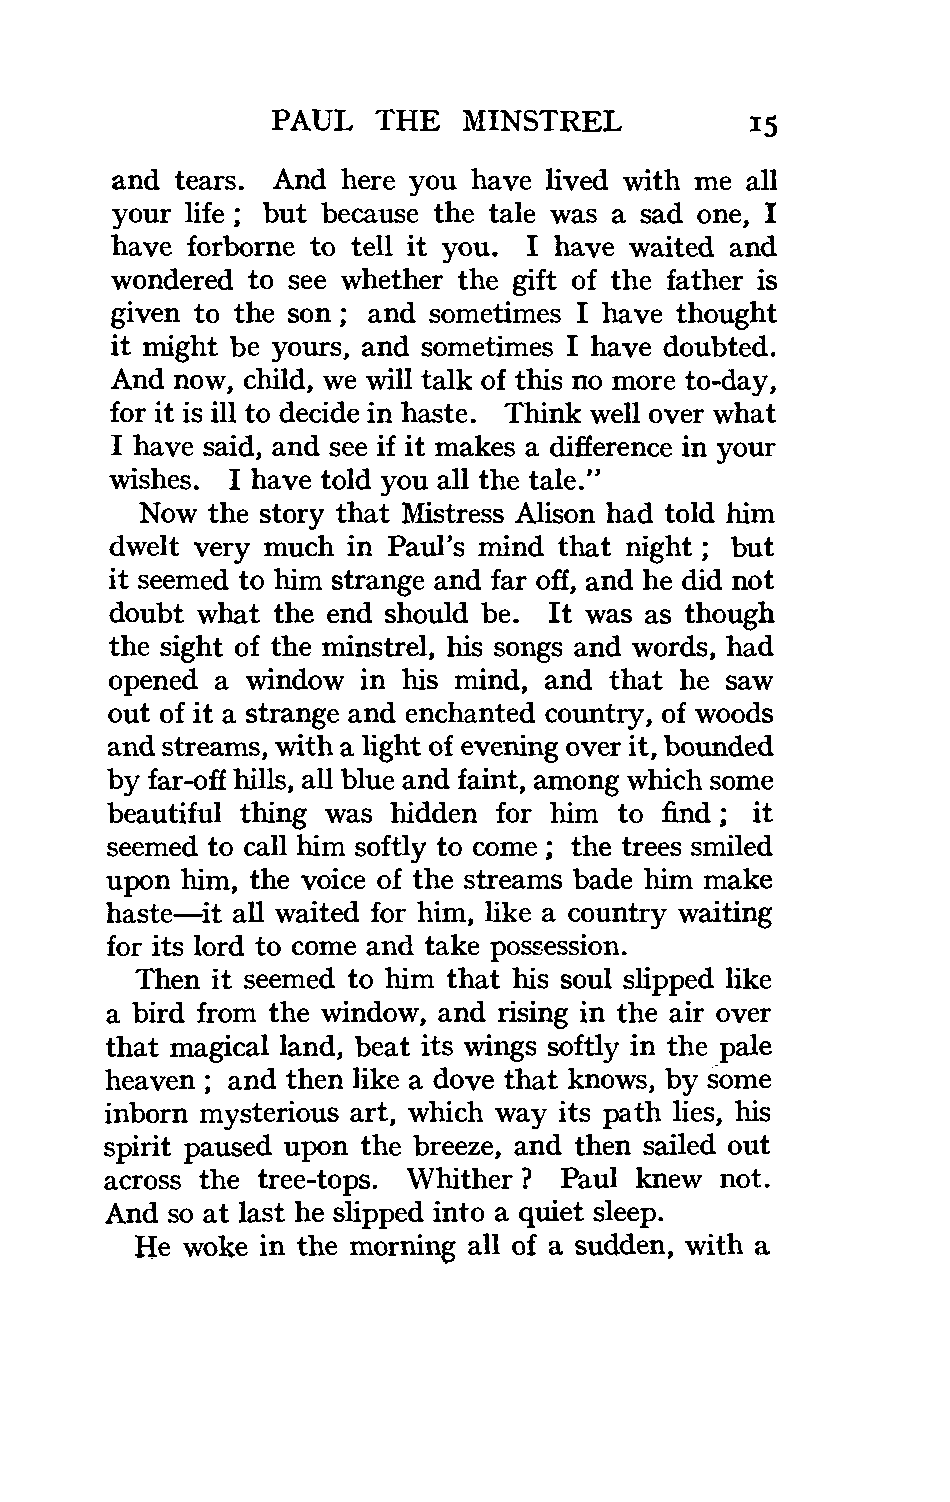 PAUL THE MINSTREL 15
and tears. And here you have lived with me all
your life ; but because the tale was a sad one, I
have forborne to tell it you. I have waited and
wondered to see whether the gift of the father is
given to the son ; and sometimes I have thought
it might be yours, and sometimes I have doubted.
And now, child, we will talk of this no more to-day,
for it is ill to decide in haste. Think well over what
I have said, and see if it makes a difference in your
wishes. I have told you all the tale."
Now the story that Mistress Alison had told him
dwelt very much in Paul's mind that night ; but
it seemed to him strange and far off, and he did not
doubt what the end should be. It was as though
the sight of the minstrel, his songs and words, had
opened a window in his mind, and that he saw
out of it a strange and enchanted country, of woods
and streams, with a light of evening over it, bounded
by far-off hills, all blue and faint, among which some
beautiful thing was hidden for him to find ; it
seemed to call him softly to come ; the trees smiled
upon him, the voice of the streams bade him make
haste—it all waited for him, like a country waiting
for its lord to come and take possession.
Then it seemed to him that his soul slipped like
a bird from the window, and rising in the air over
that magical land, beat its wings softly in the pale
heaven ; and then like a dove that knows, by some
inborn mysterious art, which way its path lies, his
spirit paused upon the breeze, and then sailed out
across the tree-tops. Whither ? Paul knew not.
And so at last he slipped into a quiet sleep.
He woke in the morning all of a sudden, with a